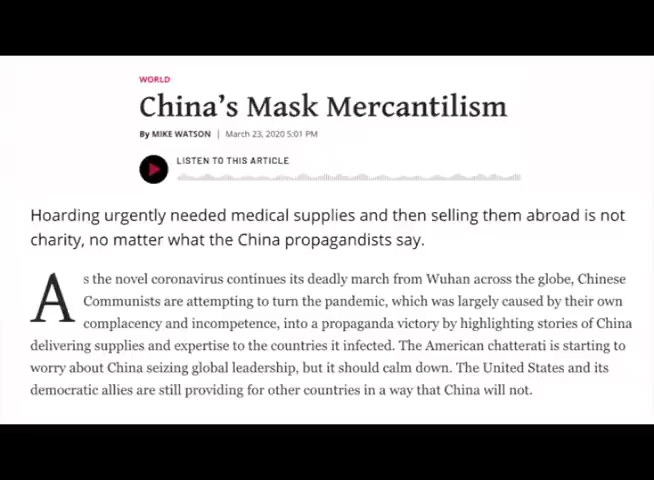 WORLD
China's Mask Mercantilism
By MIKE WATSON | March 23, 2020 5:01 PM
LISTEN TO THIS ARTICLE
Hoarding urgently needed medical supplies and then selling them abroad is not
charity, no matter what the China propagandists say.
As the novel coronavirus continues its deadly march from Wuhan across the globe, Chinese
Communists are attempting to turn the pandemic, which was largely caused by their own
complacency and incompetence, into a propaganda victory by highlighting stories of China
delivering supplies and expertise to the countries it infected. The American chatterati is starting to
worry about China seizing global leadership, but it should calm down. The United States and its
democratic allies are still providing for other countries in a way that China will not.